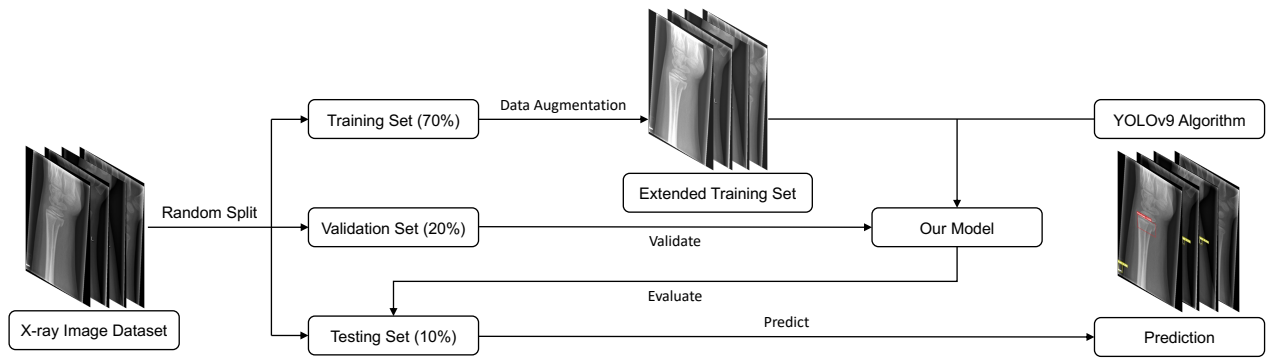 Training Set (70%)
Data Augmentation
YOLOv9 Algorithm
Extended Training Set
Random Split
Validation Set (20%)
Validate
Our Model
Evaluate
X-ray Image Dataset
Testing Set (10%)
Predict
Prediction